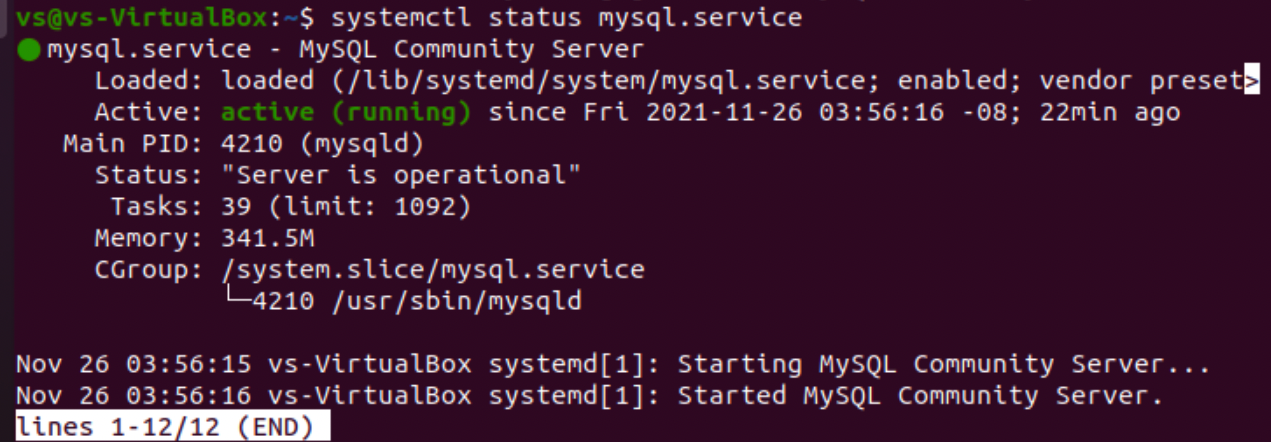 vs@vs-VirtualBox:~$ systemctl status mysql.service
● mysql.service - MySQL Community Server
     Loaded: loaded (/lib/systemd/system/mysql.service; enabled; vendor preset>
     Active: active (running) since Fri 2021-11-26 03:56:16 -08; 22min ago
   Main PID: 4210 (mysqld)
     Status: "Server is operational"
      Tasks: 39 (limit: 1092)
     Memory: 341.5M
     CGroup: /system.slice/mysql.service
             └─4210 /usr/sbin/mysqld

Nov 26 03:56:15 vs-VirtualBox systemd[1]: Starting MySQL Community Server...
Nov 26 03:56:16 vs-VirtualBox systemd[1]: Started MySQL Community Server.
lines 1-12/12 (END)